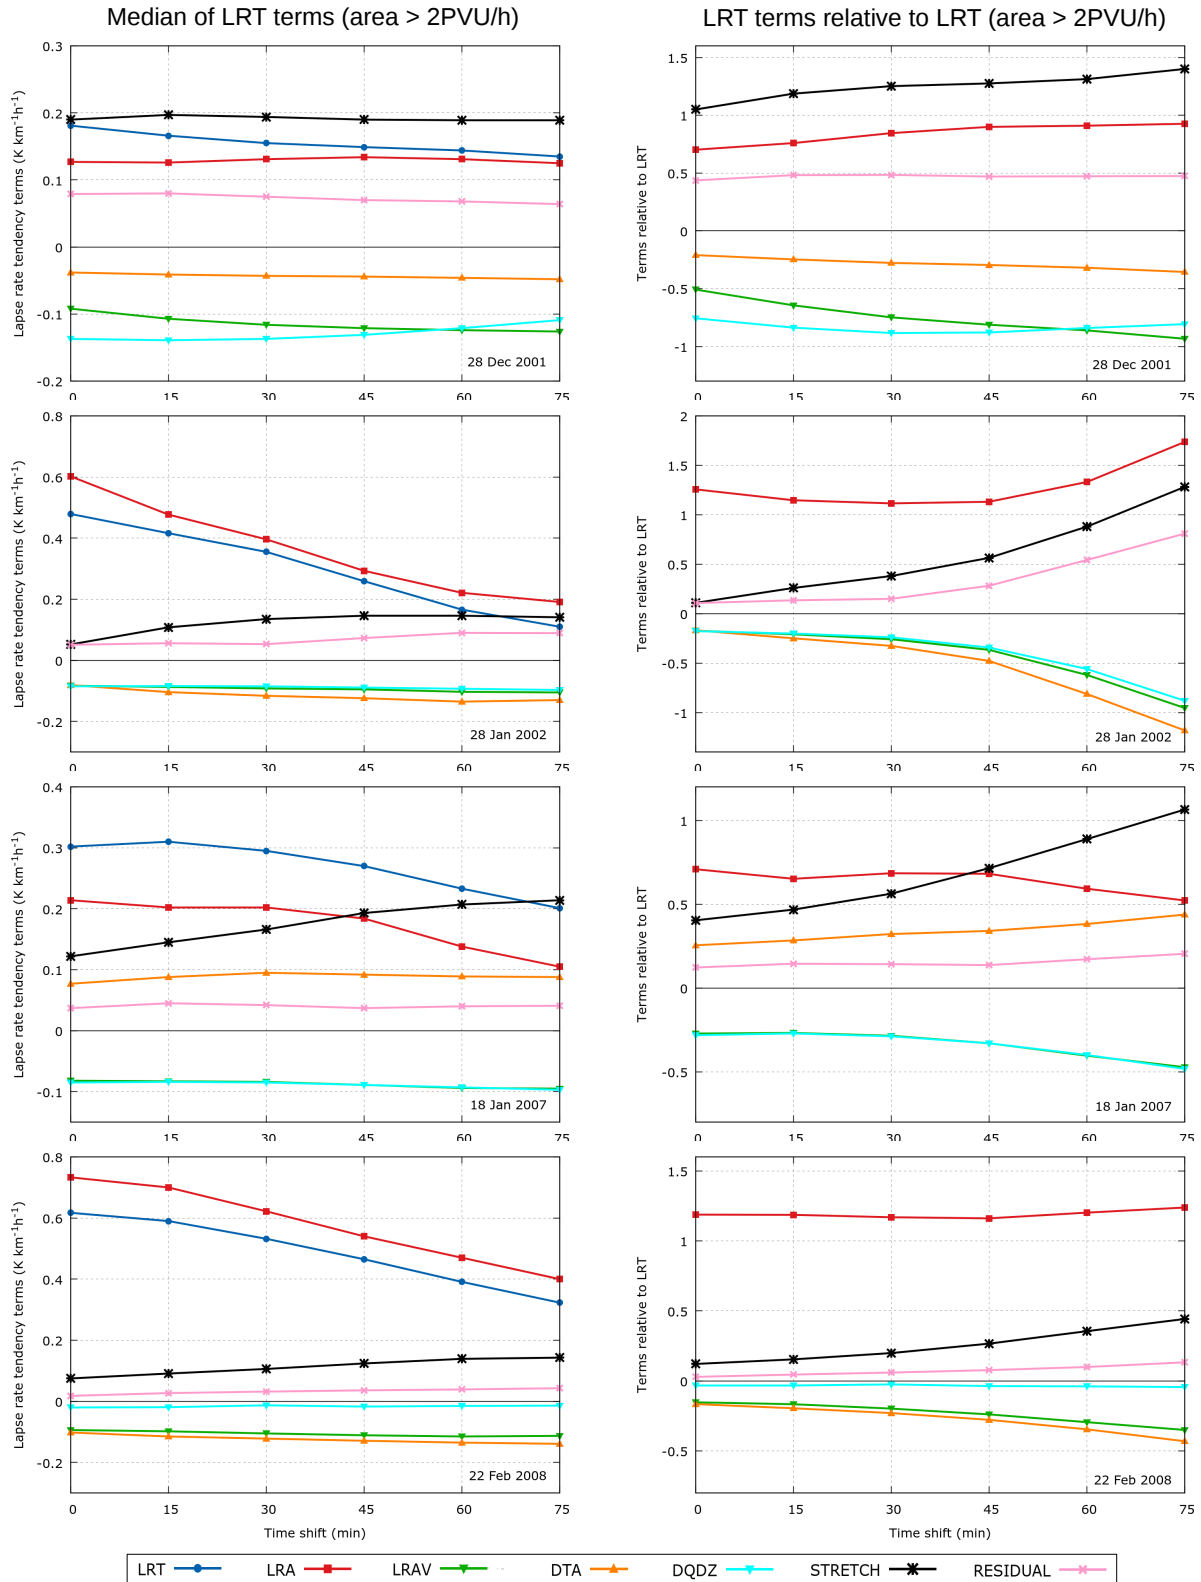 Median of LRT terms (area > 2PVU/h)
LRT terms relative to LRT (area > 2PVU/h)
Lapse rate tendency terms (K km⁻¹h⁻¹)
0.3
0.2
0.1
0
-0.1
-0.2
0 15 30 45 60 75
28 Dec 2001
Terms relative to LRT
1.5
1
0.5
0
-0.5
-1
0 15 30 45 60 75
28 Dec 2001
Lapse rate tendency terms (K km⁻¹h⁻¹)
0.8
0.6
0.4
0.2
0
-0.2
0 15 30 45 60 75
28 Jan 2002
Terms relative to LRT
2
1.5
1
0.5
0
-0.5
-1
0 15 30 45 60 75
28 Jan 2002
Lapse rate tendency terms (K km⁻¹h⁻¹)
0.4
0.3
0.2
0.1
0
-0.1
0 15 30 45 60 75
18 Jan 2007
Terms relative to LRT
1
0.5
0
-0.5
0 15 30 45 60 75
18 Jan 2007
Lapse rate tendency terms (K km⁻¹h⁻¹)
0.8
0.6
0.4
0.2
0
-0.2
0 15 30 45 60 75
22 Feb 2008
Time shift (min)
Terms relative to LRT
1.5
1
0.5
0
-0.5
0 15 30 45 60 75
22 Feb 2008
Time shift (min)
LRT LRA LRAV DTA DQDZ STRETCH RESIDUAL